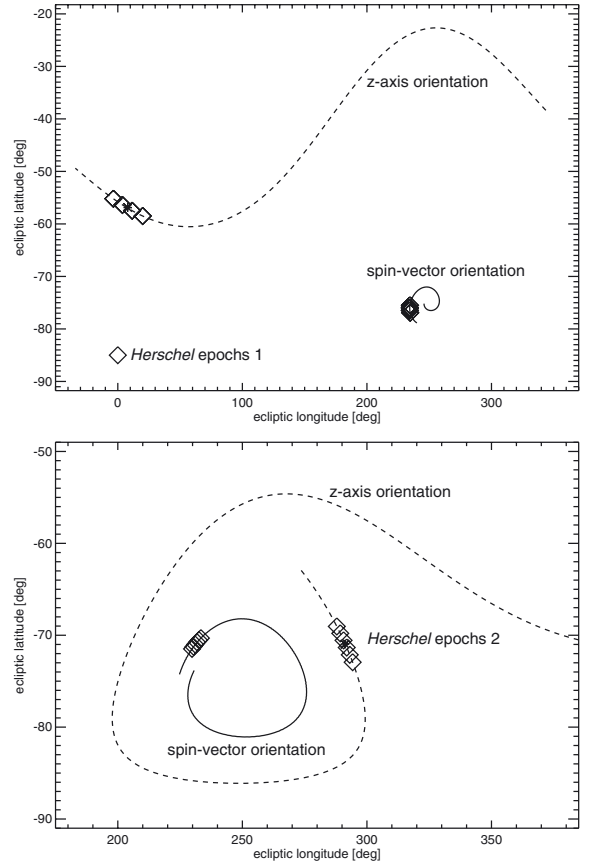 -20
-30
z-axis orientation
-40
ecliptic latitude [deg]
-50
-60
-70
spin-vector orientation
-80
Herschel epochs 1
-90
0 100 200 300
ecliptic longitude [deg]
-50
z-axis orientation
-60
ecliptic latitude [deg]
-70
Herschel epochs 2
-80
spin-vector orientation
-90
200 250 300 350
ecliptic longitude [deg]